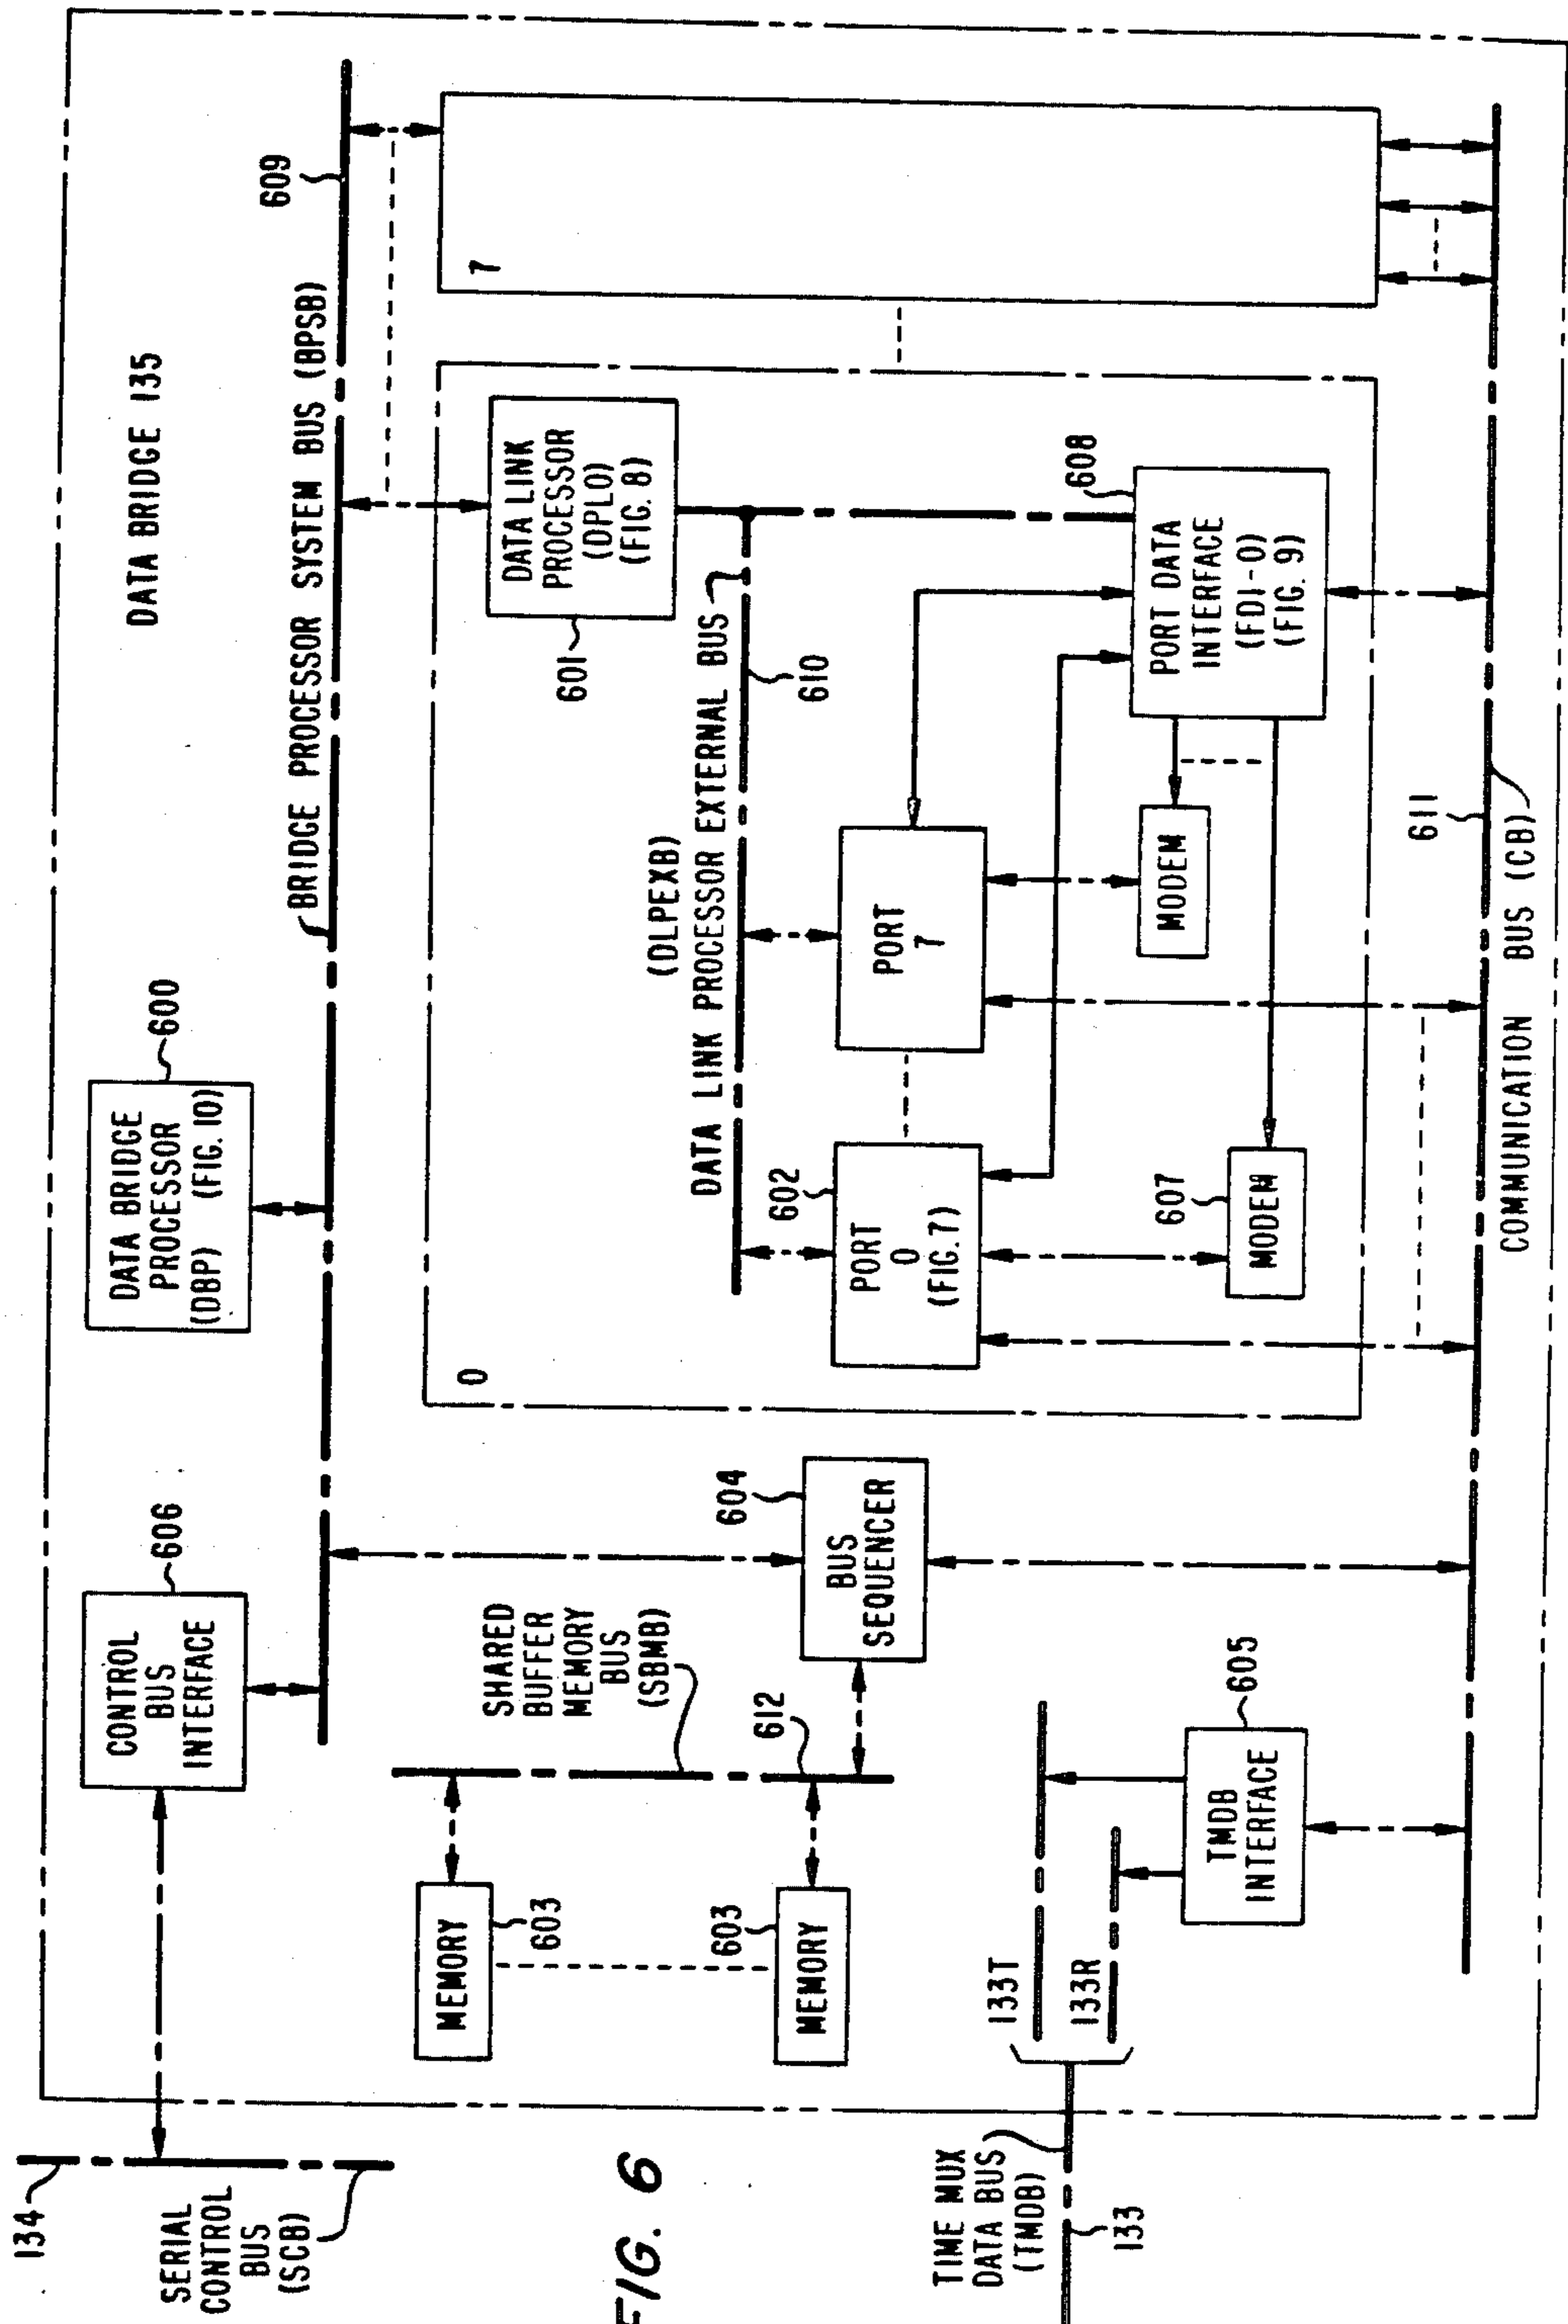 DATA BRIDGE 135
134
SERIAL
CONTROL
BUS
(SCB)
CONTROL
BUS
INTERFACE
606
DATA BRIDGE
PROCESSOR
(DBP) (FIG. 10)
600
BRIDGE PROCESSOR SYSTEM BUS (BPSB)
609
SHARED
BUFFER
MEMORY
BUS
(SBMB)
612
MEMORY
603
603
MEMORY
604
BUS
SEQUENCER
0
DATA LINK
PROCESSOR
(DPLO)
(FIG. 8)
601
(DLPEXB)
DATA LINK PROCESSOR EXTERNAL BUS
610
602
PORT
0
(FIG.7)
PORT
7
607
MODEM
MODEM
608
PORT DATA
INTERFACE
(FDI-0)
(FIG. 9)
7
FIG. 6
TIME MUX
DATA BUS
(TMDB)
133
133T
133R
TMDB
INTERFACE
605
COMMUNICATION BUS (CB)
611